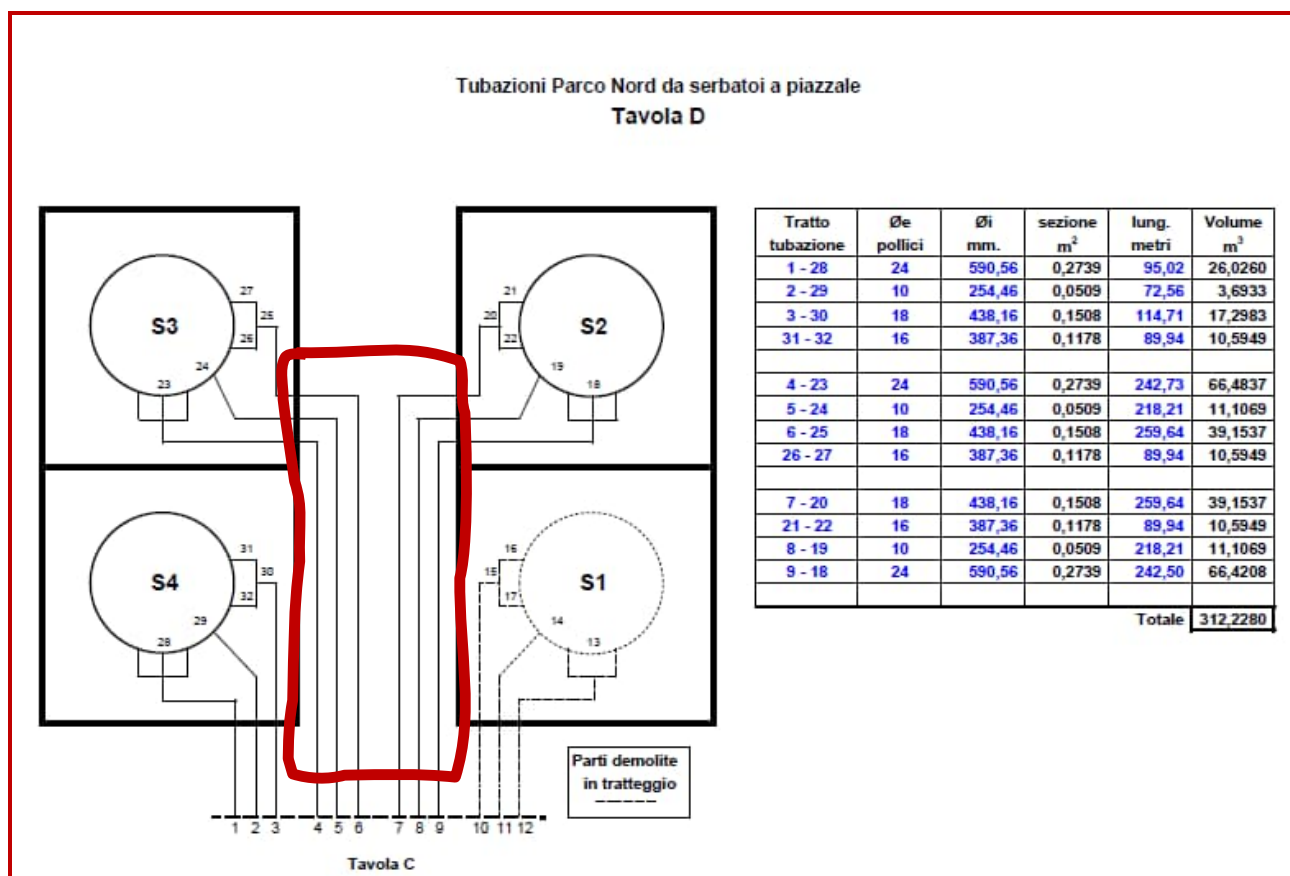 Tubazioni Parco Nord da serbatoi a piazzale
Tavola D
27
S3
25
26
24
23
21
20
S2
22
19
18
31
S4
30
32
29
28
16
15
S1
17
14
13
Parti demolite
in tratteggio
1 2 3 4 5 6 7 8 9 10 11 12
Tavola C
Tratto Øe Øi sezione lung. Volume
tubazione pollici mm. m² metri m³
1 - 28 24 590,56 0,2739 95,02 26,0260
2 - 29 10 254,46 0,0509 72,56 3,6933
3 - 30 18 438,16 0,1508 114,71 17,2983
31 - 32 16 387,36 0,1178 89,94 10,5949
4 - 23 24 590,56 0,2739 242,73 66,4837
5 - 24 10 254,46 0,0509 218,21 11,1069
6 - 25 18 438,16 0,1508 259,64 39,1537
26 - 27 16 387,36 0,1178 89,94 10,5949
7 - 20 18 438,16 0,1508 259,64 39,1537
21 - 22 16 387,36 0,1178 89,94 10,5949
8 - 19 10 254,46 0,0509 218,21 11,1069
9 - 18 24 590,56 0,2739 242,50 66,4208
Totale 312,2280